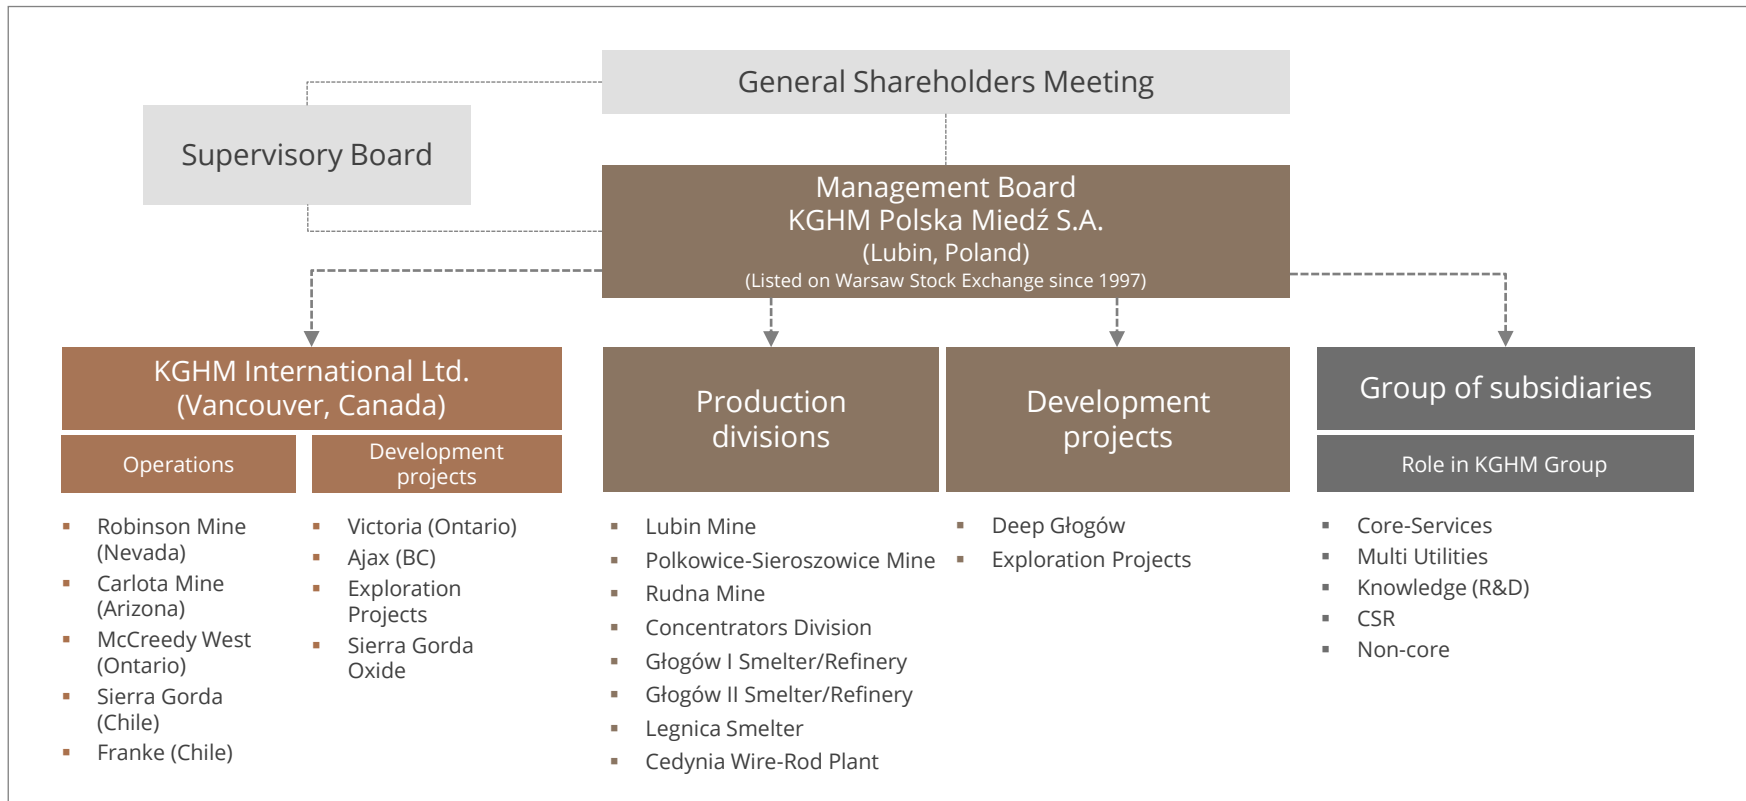 General Shareholders Meeting
Supervisory Board
Management Board
KGHM Polska Miedź S.A.
(Lubin, Poland)
(Listed on Warsaw Stock Exchange since 1997)
KGHM International Ltd.
(Vancouver, Canada)
Operations
Development
projects
Robinson Mine
(Nevada)
Carlota Mine
(Arizona)
McCreedy West
(Ontario)
Sierra Gorda
(Chile)
Franke (Chile)
Victoria (Ontario)
Ajax (BC)
Exploration
Projects
Sierra Gorda
Oxide
Production
divisions
Lubin Mine
Polkowice-Sieroszowice Mine
Rudna Mine
Concentrators Division
Głogów I Smelter/Refinery
Głogów II Smelter/Refinery
Legnica Smelter
Cedynia Wire-Rod Plant
Development
projects
Deep Głogów
Exploration Projects
Group of subsidiaries
Role in KGHM Group
Core-Services
Multi Utilities
Knowledge (R&D)
CSR
Non-core